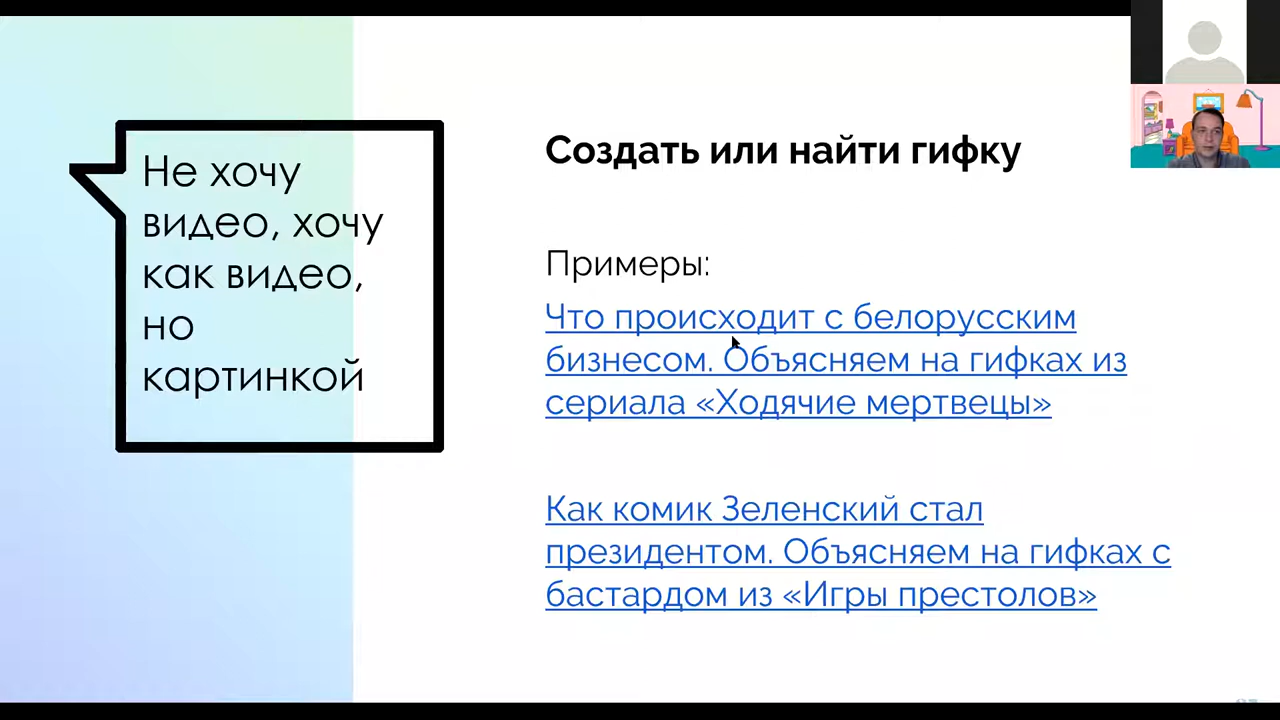 Не хочу
видео, хочу
как видео,
но
картинкой
Создать или найти гифку
Примеры:
Что происходит с белорусским
бизнесом. Объясняем на гифках из
сериала «Ходячие мертвецы»
Как комик Зеленский стал
президентом. Объясняем на гифках с
бастардом из «Игры престолов»